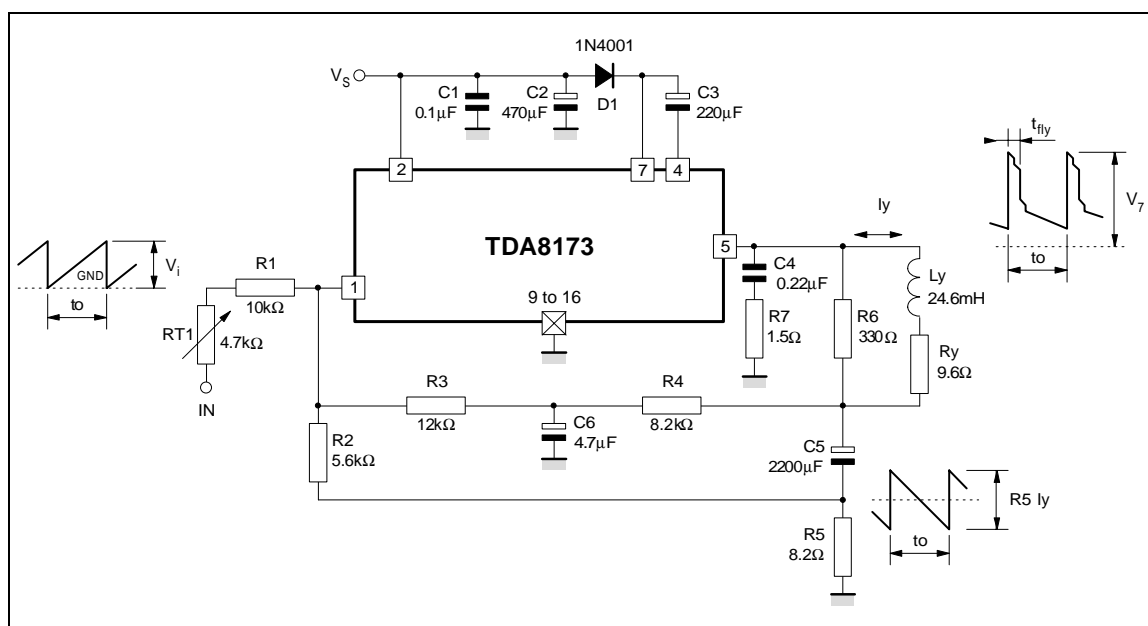 1N4001
VS
C1
0.1µF
C2
470µF
D1
C3
220µF
tfly
2
7
4
V7
Iy
TDA8173
5
to
Vi
GND
to
R1
10kΩ
1
C4
0.22µF
Ly
24.6mH
9 to 16
RT1
4.7kΩ
R7
1.5Ω
R6
330Ω
Ry
9.6Ω
IN
R3
12kΩ
R4
8.2kΩ
C6
4.7µF
R2
5.6kΩ
C5
2200µF
R5 Iy
R5
8.2Ω
to